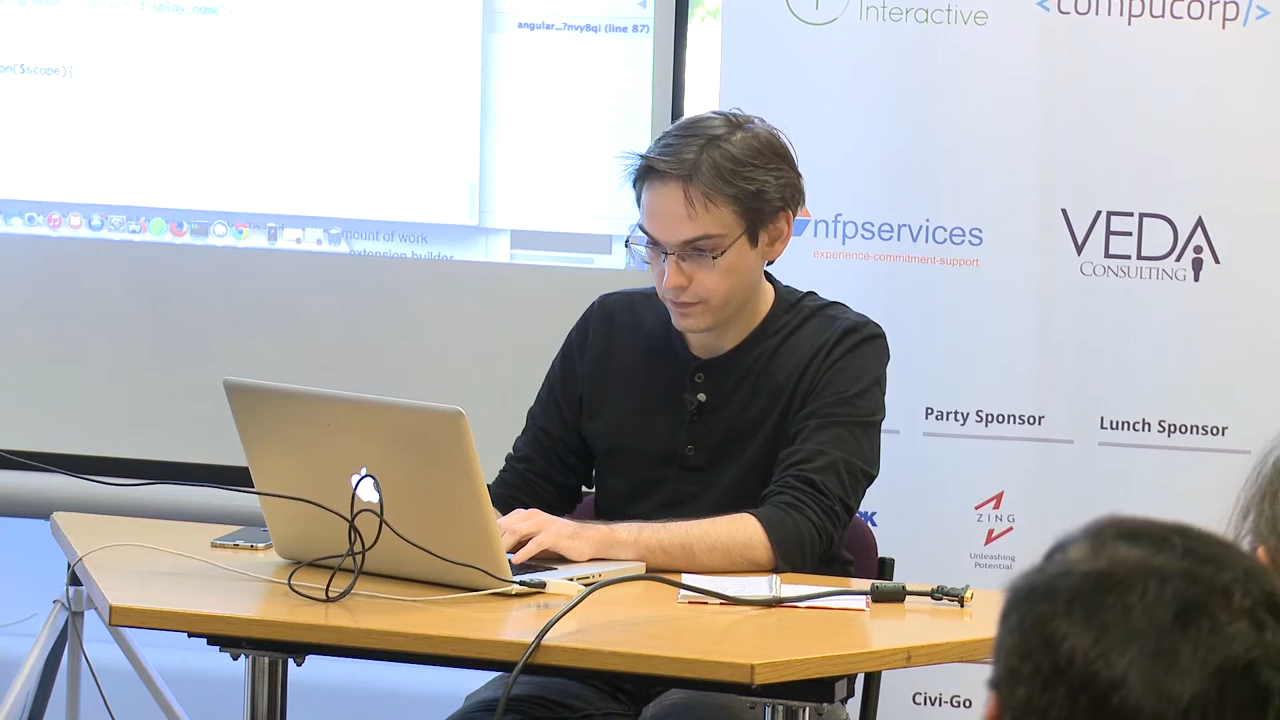 display_name
angular...?nvy8qi (line 87)
on($scope){
mount of work
extension builder
Interactive
<compucorp/>
nfpservices
experience-commitment-support
VEDA
CONSULTING
Party Sponsor
Lunch Sponsor
ZING
Unleashing
Potential
Civi-Go